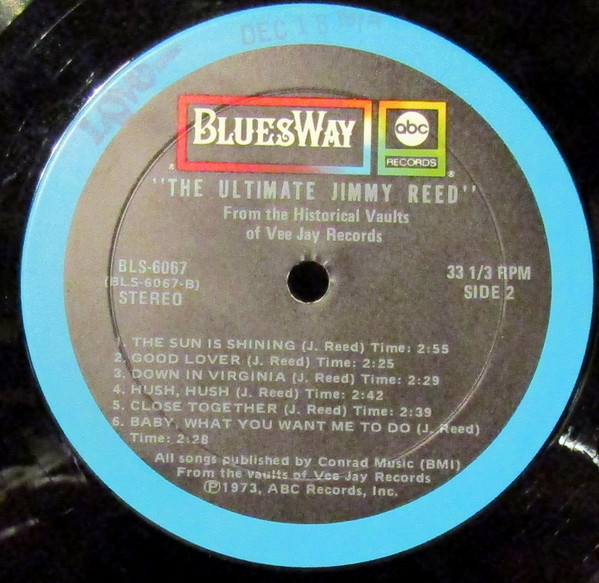 DEC 18
BLUESWAY
abc
RECORDS
"THE ULTIMATE JIMMY REED"
From the Historical Vaults
of Vee Jay Records
BLS-6067
(BLS-6067-B)
STEREO
33 1/3 RPM
SIDE 2
1. THE SUN IS SHINING (J. Reed) Time: 2:55
2. GOOD LOVER (J. Reed) Time: 2:25
3. DOWN IN VIRGINIA (J. Reed) Time: 2:29
4. HUSH, HUSH (J. Reed) Time: 2:42
5. CLOSE TOGETHER (J. Reed) Time: 2:39
6. BABY, WHAT YOU WANT ME TO DO (J. Reed)
Time: 2:28
All songs published by Conrad Music (BMI)
From the vaults of Vee Jay Records
Ⓟ1973, ABC Records, Inc.